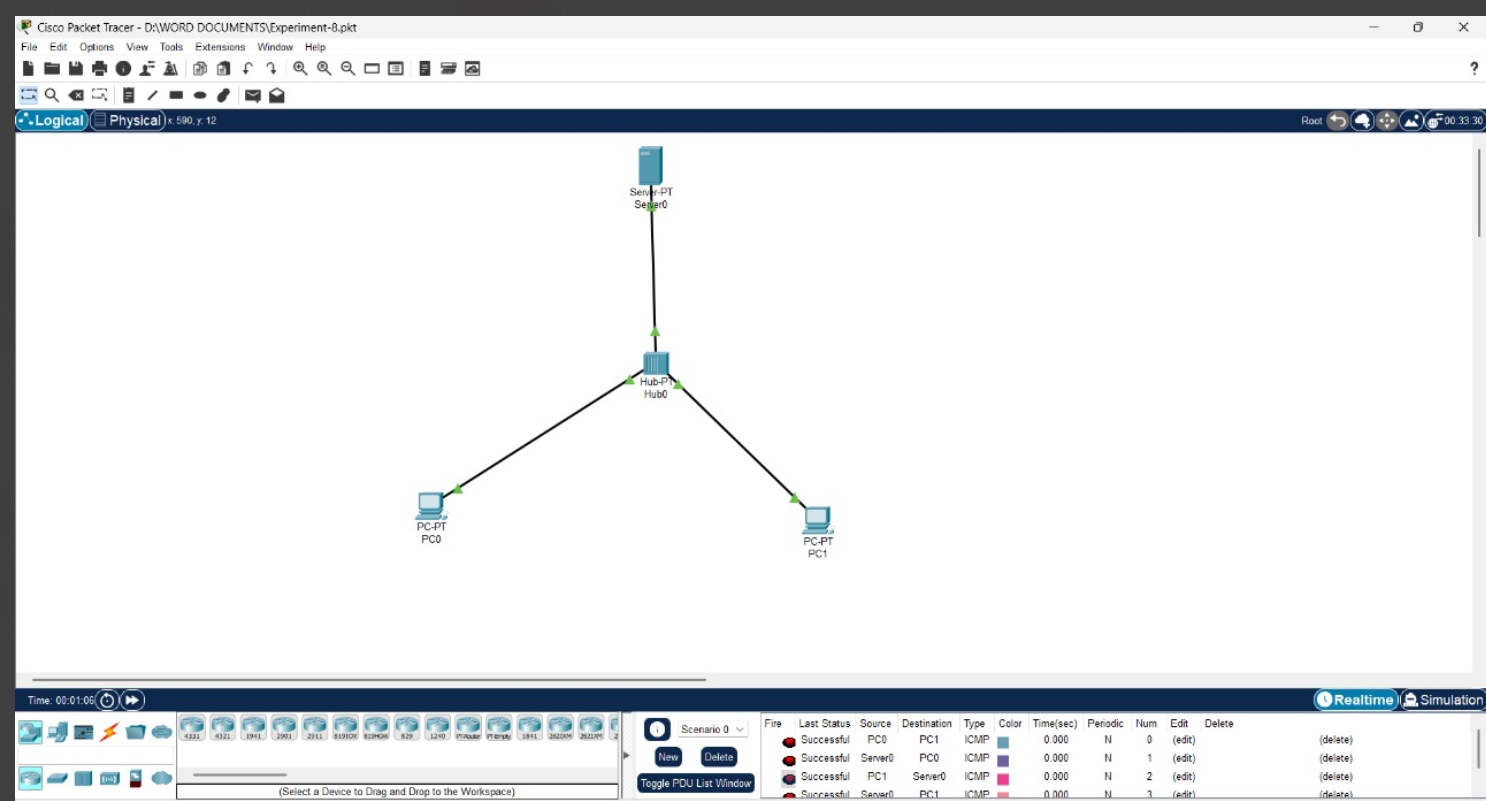 Cisco Packet Tracer - D:\WORD DOCUMENTS\Experiment-8.pkt
File Edit Options View Tools Extensions Window Help
?
Logical Physical x: 590, y: 12 Root 00:33:30
Server-PT
Server0
Hub-PT
Hub0
PC-PT
PC0
PC-PT
PC1
Time: 00:01:06 Realtime Simulation
4331 4321 1941 2901 2911 819IOX 819HGW 829 1240 PT-Router PT-Empty 1841 2620XM 2621XM 2
(Select a Device to Drag and Drop to the Workspace)
Scenario 0
New Delete
Toggle PDU List Window
Fire Last Status Source Destination Type Color Time(sec) Periodic Num Edit Delete
Successful PC0 PC1 ICMP 0.000 N 0 (edit) (delete)
Successful Server0 PC0 ICMP 0.000 N 1 (edit) (delete)
Successful PC1 Server0 ICMP 0.000 N 2 (edit) (delete)
Successful Server0 PC1 ICMP 0.000 N 3 (edit) (delete)